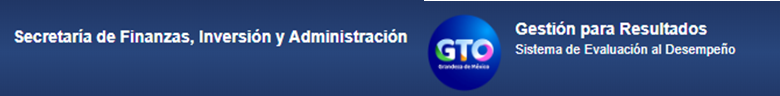 Secretaría de Finanzas, Inversión y Administración
GTO
Grandeza de México
Gestión para Resultados
Sistema de Evaluación al Desempeño